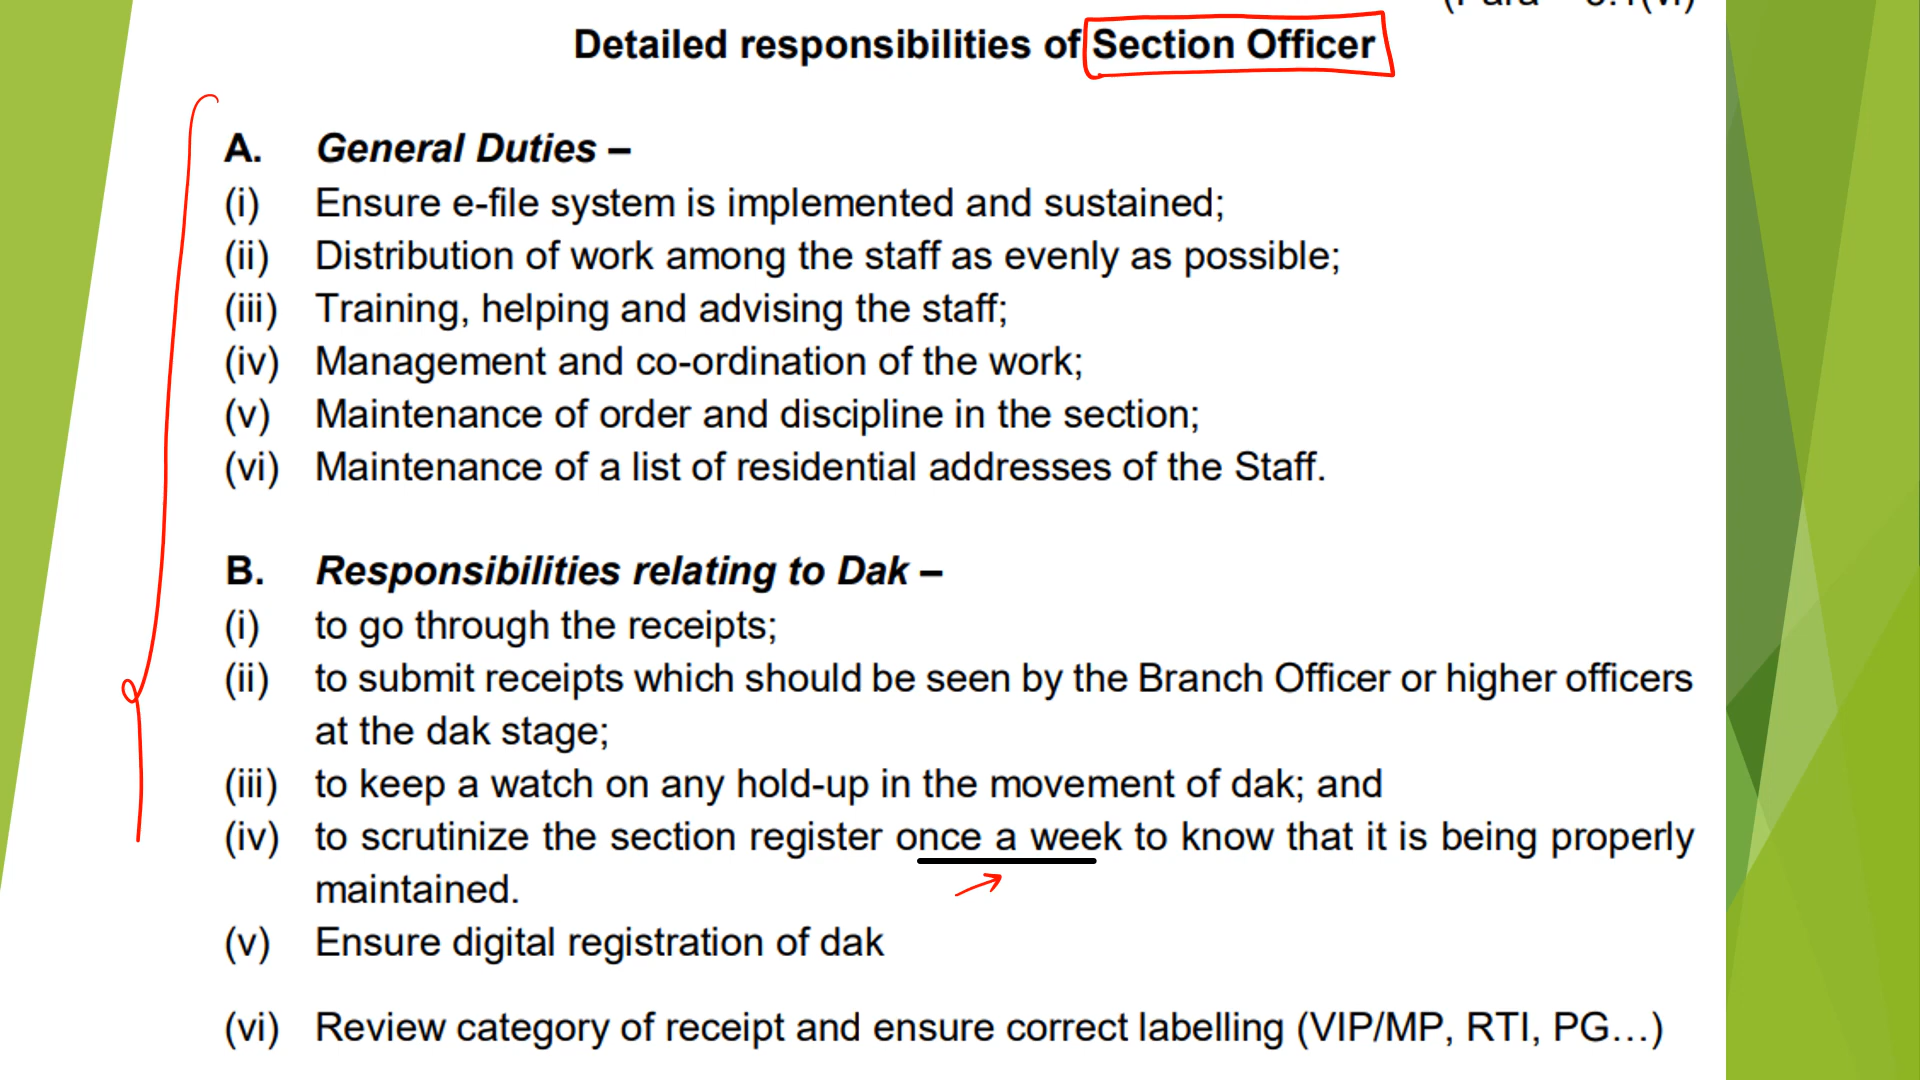 Detailed responsibilities of Section Officer
A. General Duties –
(i) Ensure e-file system is implemented and sustained;
(ii) Distribution of work among the staff as evenly as possible;
(iii) Training, helping and advising the staff;
(iv) Management and co-ordination of the work;
(v) Maintenance of order and discipline in the section;
(vi) Maintenance of a list of residential addresses of the Staff.
B. Responsibilities relating to Dak –
(i) to go through the receipts;
(ii) to submit receipts which should be seen by the Branch Officer or higher officers
at the dak stage;
(iii) to keep a watch on any hold-up in the movement of dak; and
(iv) to scrutinize the section register once a week to know that it is being properly
maintained.
(v) Ensure digital registration of dak
(vi) Review category of receipt and ensure correct labelling (VIP/MP, RTI, PG...)